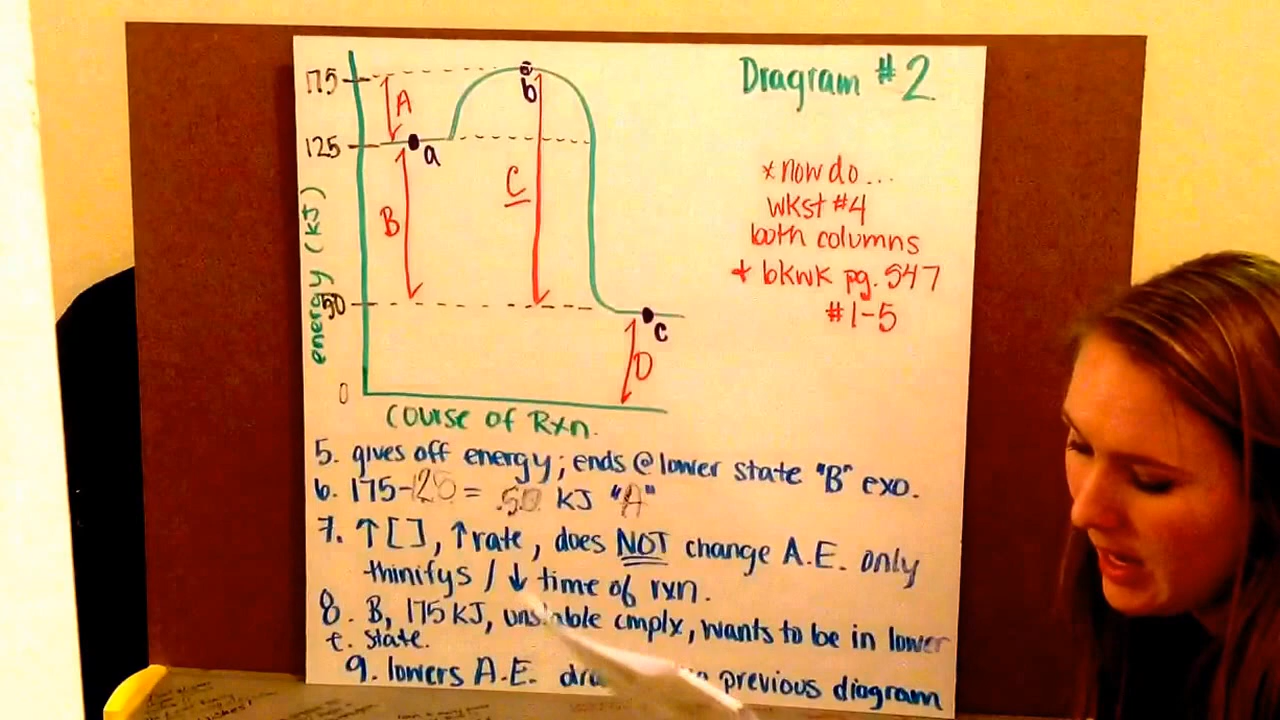 Diagram #2
175
A
b
125
a
C
B
energy (kJ)
50
c
D
0
course of Rxn.
*now do...
wkst #4
both columns
+ bkwk pg. 547
#1-5
5. gives off energy; ends @ lower state "B" exo.
6. 175-125 = 50 kJ "A"
7. ↑[ ], ↑rate, does NOT change A.E. only
thinifys / ↓ time of rxn.
8. B, 175 kJ, unstable cmplx, wants to be in lower
e. state.
9. lowers A.E. previous diagram